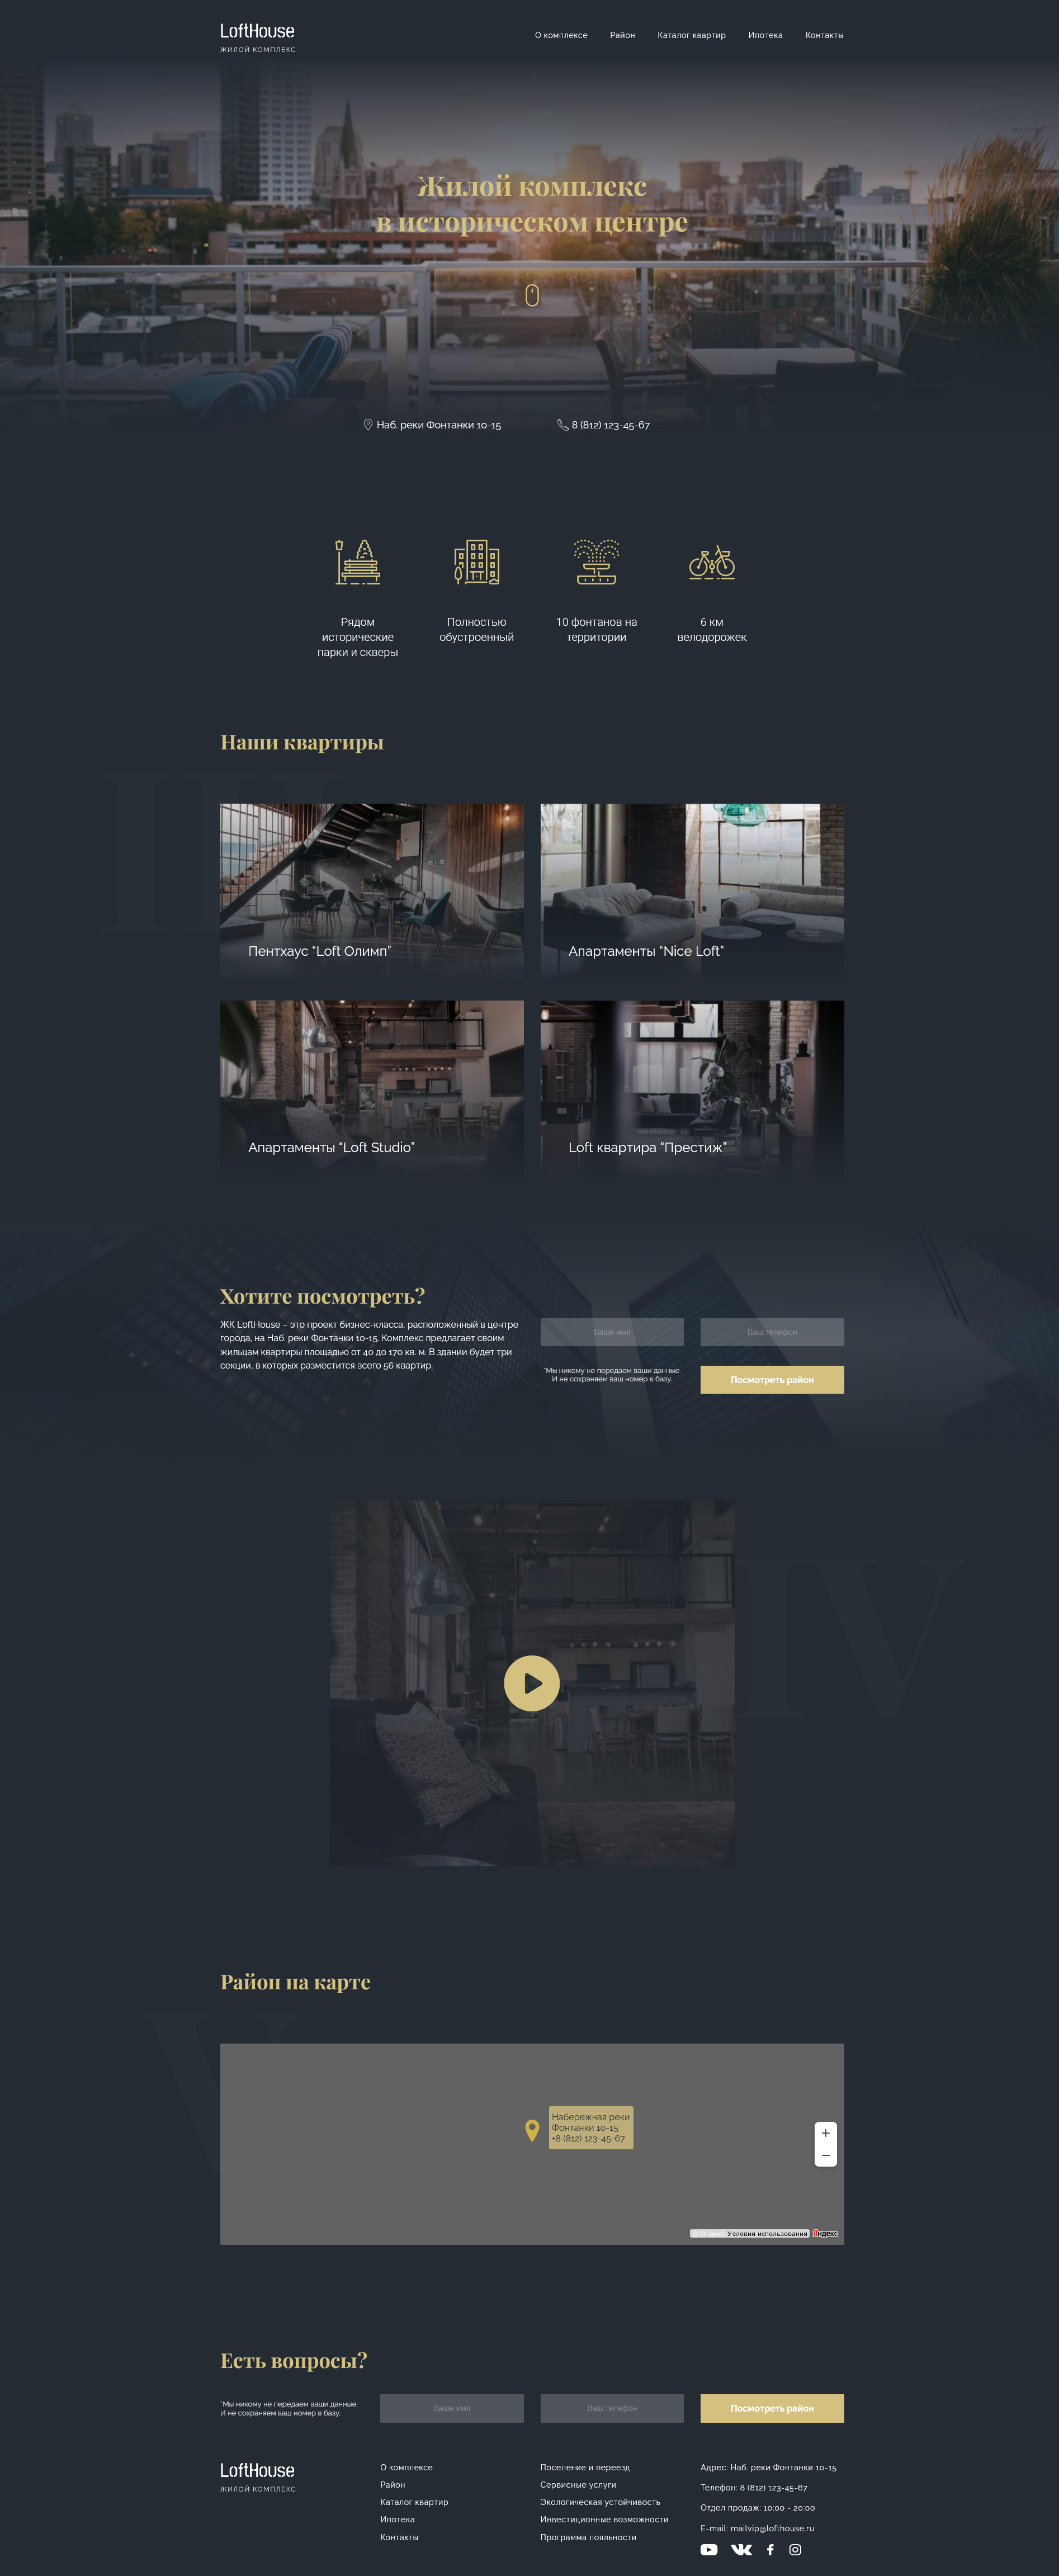 LoftHouse
ЖИЛОЙ КОМПЛЕКС
О комплексе
Район
Каталог квартир
Ипотека
Контакты
Жилой комплекс
в историческом центре
Наб. реки Фонтанки 10-15
8 (812) 123-45-67
Рядом
исторические
парки и скверы
Полностью
обустроенный
10 фонтанов на
территории
6 км
велодорожек
Наши квартиры
III
Пентхаус “Loft Олимп”
Апартаменты “Nice Loft”
Апартаменты “Loft Studio”
Loft квартира “Престиж”
Хотите посмотреть?
ЖК LoftHouse – это проект бизнес-класса, расположенный в центре
города, на Наб. реки Фонтанки 10-15. Комплекс предлагает своим
жильцам квартиры площадью от 40 до 170 кв. м. В здании будет три
секции, в которых разместится всего 56 квартир.
Ваше имя
Ваш телефон
*Мы никому не передаем ваши данные.
И не сохраняем ваш номер в базу.
Посмотреть район
IV
Район на карте
V
Набережная реки
Фонтанки 10-15
+8 (812) 123-45-67
+
−
© Яндекс Условия использования
Яндекс
Есть вопросы?
*Мы никому не передаем ваши данные.
И не сохраняем ваш номер в базу.
Ваше имя
Ваш телефон
Посмотреть район
LoftHouse
ЖИЛОЙ КОМПЛЕКС
О комплексе
Район
Каталог квартир
Ипотека
Контакты
Поселение и переезд
Сервисные услуги
Экологическая устойчивость
Инвестиционные возможности
Программа лояльности
Адрес: Наб. реки Фонтанки 10-15
Телефон: 8 (812) 123-45-67
Отдел продаж: 10:00 - 20:00
E-mail: mailvip@lofthouse.ru